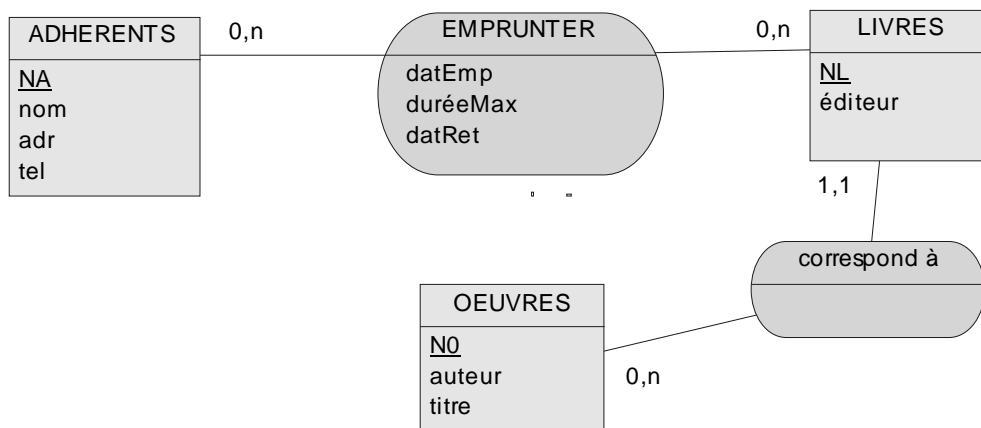 ADHERENTS
NA
nom
adr
tel
0,n
EMPRUNTER
datEmp
duréeMax
datRet
0,n
LIVRES
NL
éditeur
1,1
correspond à
OEUVRES
N0
auteur
titre
0,n